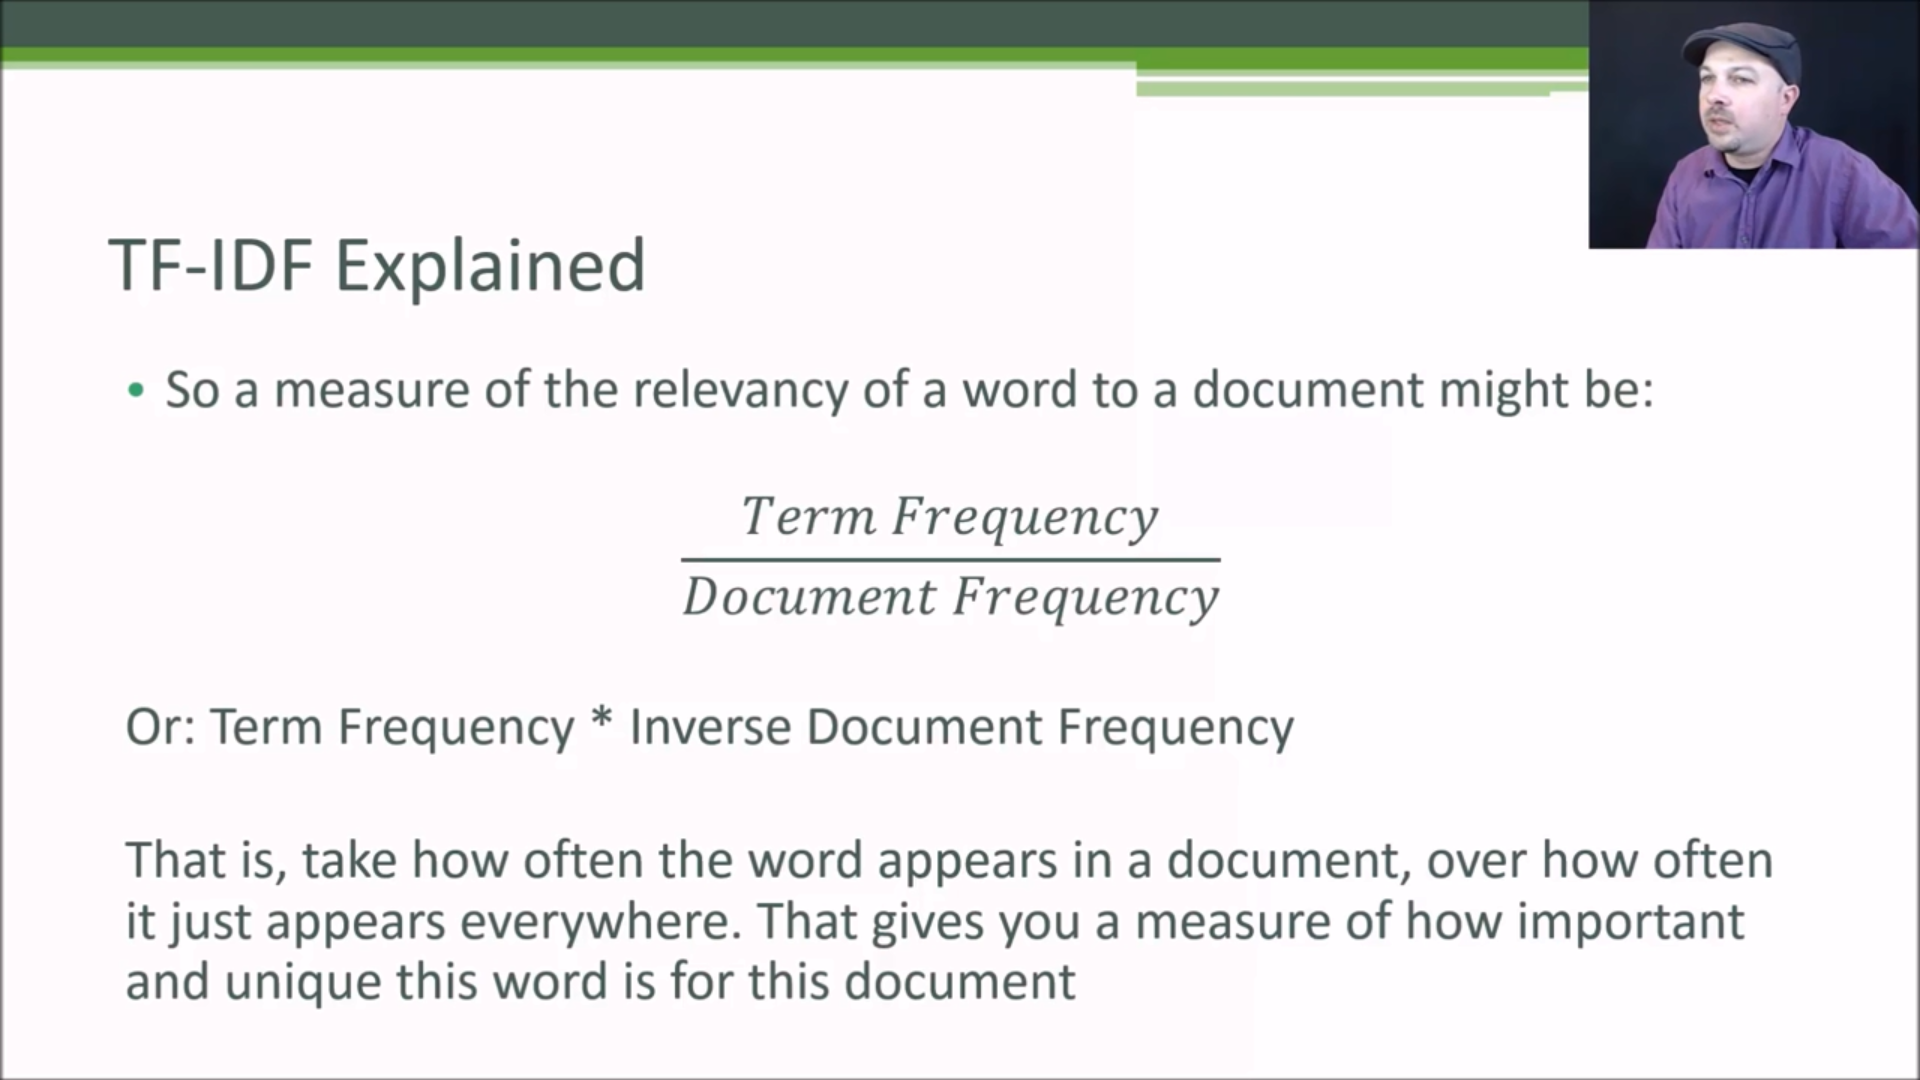 TF-IDF Explained
• So a measure of the relevancy of a word to a document might be:
Term Frequency
Document Frequency
Or: Term Frequency * Inverse Document Frequency
That is, take how often the word appears in a document, over how often
it just appears everywhere. That gives you a measure of how important
and unique this word is for this document